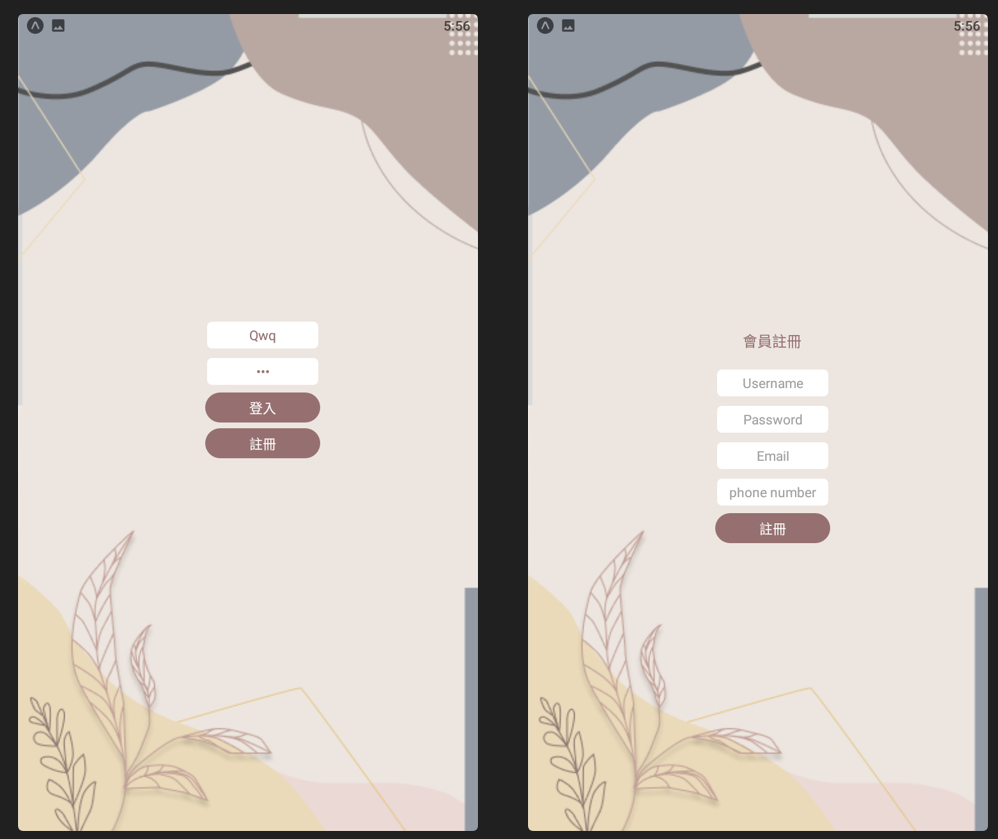 5:56
Qwq
•••
登入
註冊
5:56
會員註冊
Username
Password
Email
phone number
註冊